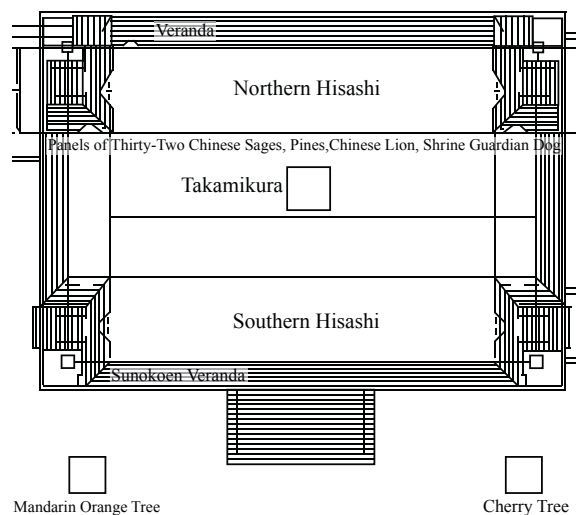 Veranda
Northern Hisashi
Panels of Thirty-Two Chinese Sages, Pines,Chinese Lion, Shrine Guardian Dog
Takamikura
Southern Hisashi
Sunokoen Veranda
Mandarin Orange Tree
Cherry Tree